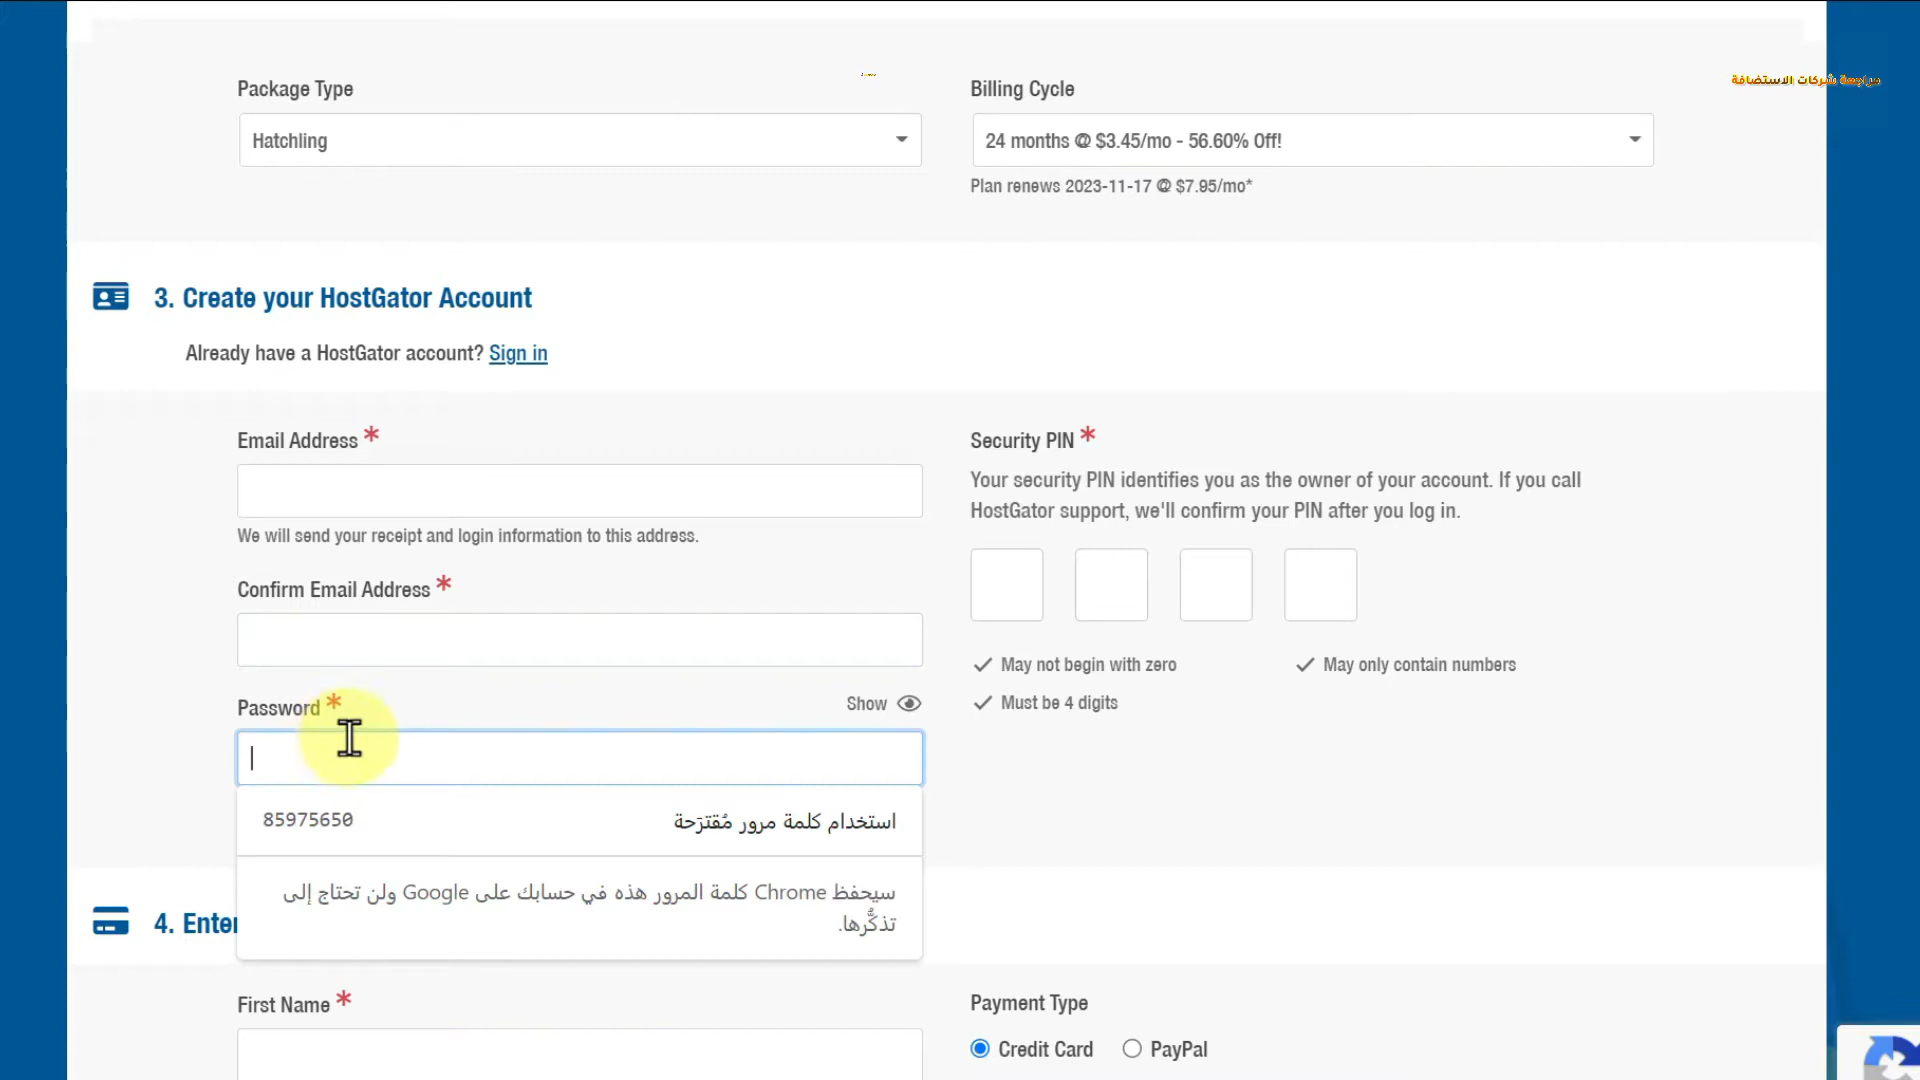 Package Type
Billing Cycle
مراجعة شركات الاستضافة
Hatchling
24 months @ $3.45/mo - 56.60% Off!
Plan renews 2023-11-17 @ $7.95/mo*
3. Create your HostGator Account
Already have a HostGator account? Sign in
Email Address *
We will send your receipt and login information to this address.
Confirm Email Address *
Password *
Show
85975650
استخدام كلمة مرور مُقترَحة
سيحفظ Chrome كلمة المرور هذه في حسابك على Google ولن تحتاج إلى
تذكُّرها.
Security PIN *
Your security PIN identifies you as the owner of your account. If you call
HostGator support, we'll confirm your PIN after you log in.
May not begin with zero
May only contain numbers
Must be 4 digits
4. Enter
First Name *
Payment Type
Credit Card
PayPal